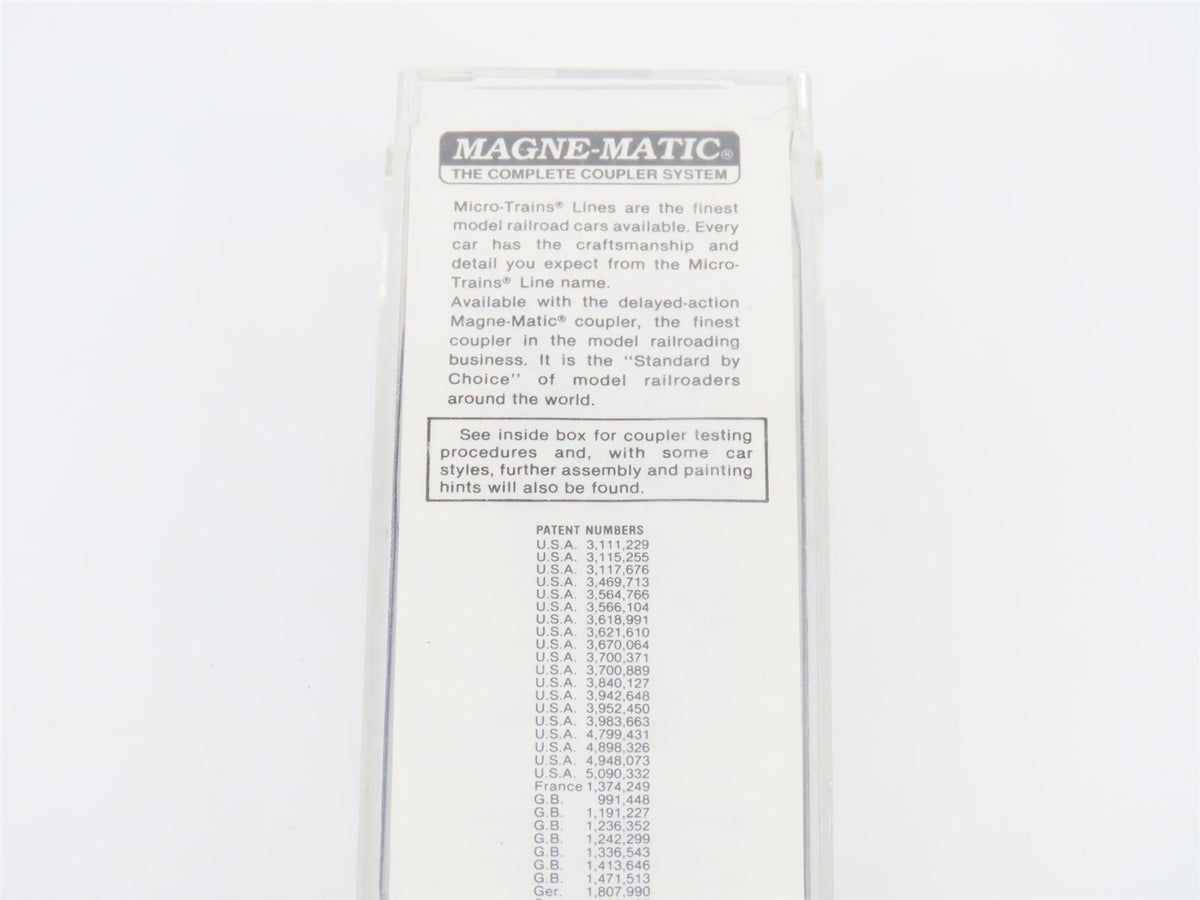 MAGNE-MATIC®
THE COMPLETE COUPLER SYSTEM
Micro-Trains® Lines are the finest
model railroad cars available. Every
car has the craftsmanship and
detail you expect from the Micro-
Trains® Line name.
Available with the delayed-action
Magne-Matic® coupler, the finest
coupler in the model railroading
business. It is the "Standard by
Choice" of model railroaders
around the world.
See inside box for coupler testing
procedures and, with some car
styles, further assembly and painting
hints will also be found.
PATENT NUMBERS
U.S.A. 3,111,229
U.S.A. 3,115,255
U.S.A. 3,117,676
U.S.A. 3,469,713
U.S.A. 3,564,766
U.S.A. 3,566,104
U.S.A. 3,618,991
U.S.A. 3,621,610
U.S.A. 3,670,064
U.S.A. 3,700,371
U.S.A. 3,700,889
U.S.A. 3,840,127
U.S.A. 3,942,648
U.S.A. 3,952,450
U.S.A. 3,983,663
U.S.A. 4,799,431
U.S.A. 4,898,326
U.S.A. 4,948,073
U.S.A. 5,090,332
France 1,374,249
G.B. 991,448
G.B. 1,191,227
G.B. 1,236,352
G.B. 1,242,299
G.B. 1,336,543
G.B. 1,413,646
G.B. 1,471,513
Ger. 1,807,990